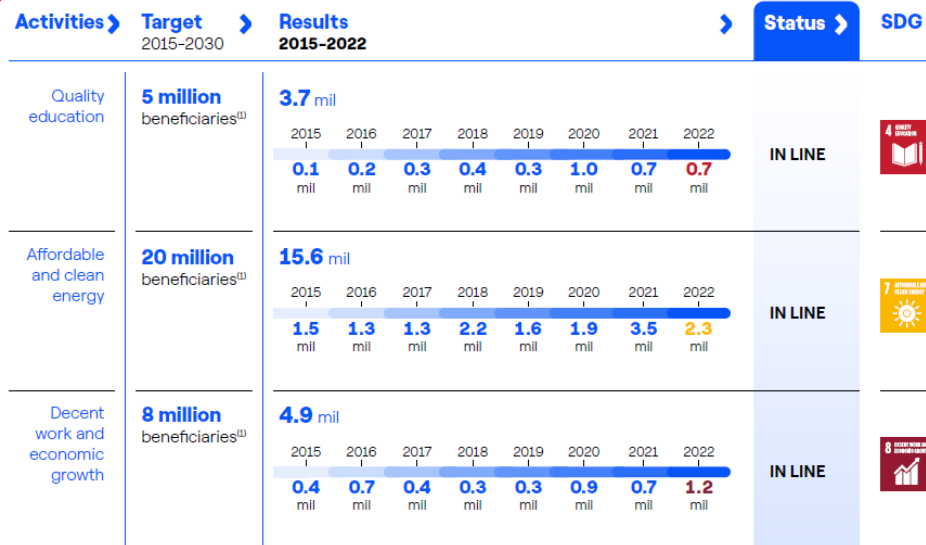 Activities Target Results Status SDG
2015-2030 2015-2022
Quality education
5 million
beneficiaries(1)
3.7 mil
2015 2016 2017 2018 2019 2020 2021 2022
0.1 0.2 0.3 0.4 0.3 1.0 0.7 0.7
mil mil mil mil mil mil mil mil
IN LINE
4 QUALITY
EDUCATION
Affordable
and clean
energy
20 million
beneficiaries(1)
15.6 mil
2015 2016 2017 2018 2019 2020 2021 2022
1.5 1.3 1.3 2.2 1.6 1.9 3.5 2.3
mil mil mil mil mil mil mil mil
IN LINE
7
CLEAN ENERGY
Decent
work and
economic
growth
8 million
beneficiaries(1)
4.9 mil
2015 2016 2017 2018 2019 2020 2021 2022
0.4 0.7 0.4 0.3 0.3 0.9 0.7 1.2
mil mil mil mil mil mil mil mil
IN LINE
8